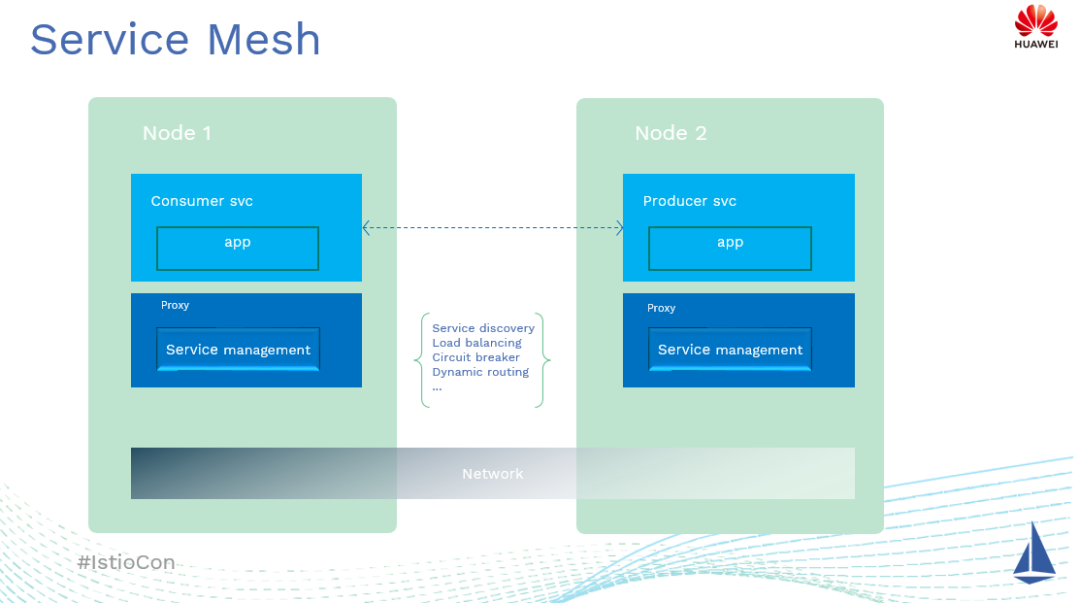 Service Mesh
HUAWEI
Node 1
Consumer svc
app
Proxy
Service management
Service discovery
Load balancing
Circuit breaker
Dynamic routing
...
Node 2
Producer svc
app
Proxy
Service management
Network
#IstioCon